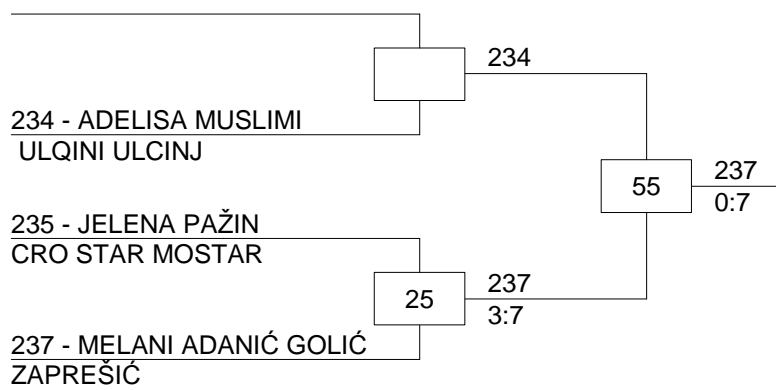 234
234 - ADELISA MUSLIMI
ULQINI ULCINJ
55
237
0:7
235 - JELENA PAŽIN
CRO STAR MOSTAR
25
237
3:7
237 - MELANI ADANIĆ GOLIĆ
ZAPREŠIĆ